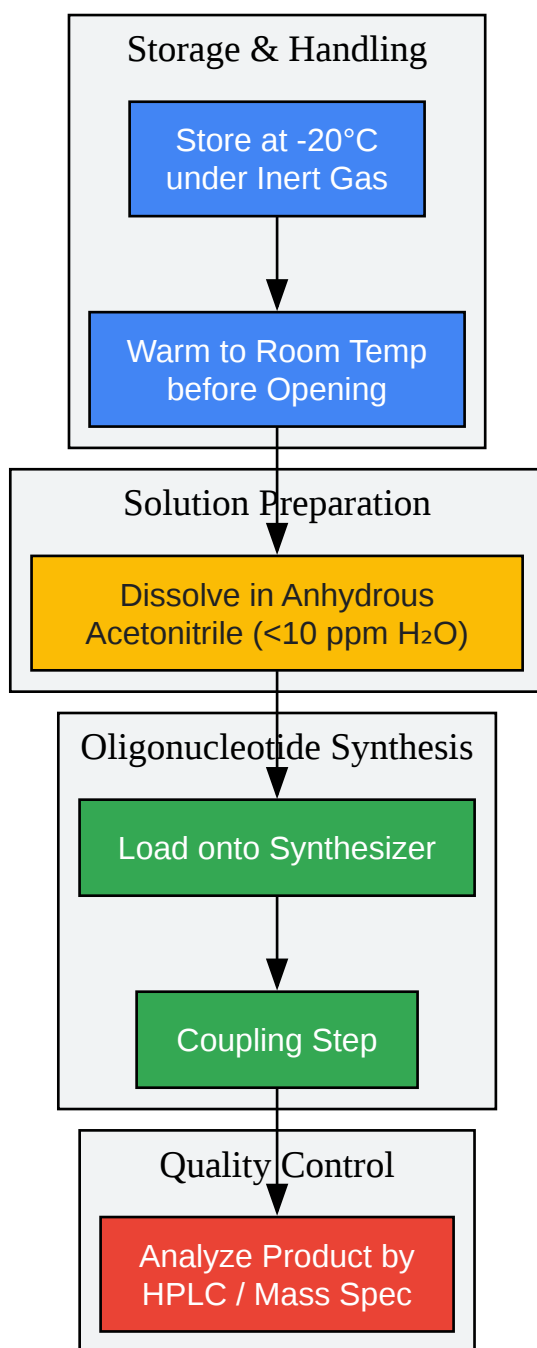 Storage & Handling
Store at -20°C
under Inert Gas
Warm to Room Temp
before Opening
Solution Preparation
Dissolve in Anhydrous
Acetonitrile (<10 ppm H₂O)
Oligonucleotide Synthesis
Load onto Synthesizer
Coupling Step
Quality Control
Analyze Product by
HPLC / Mass Spec